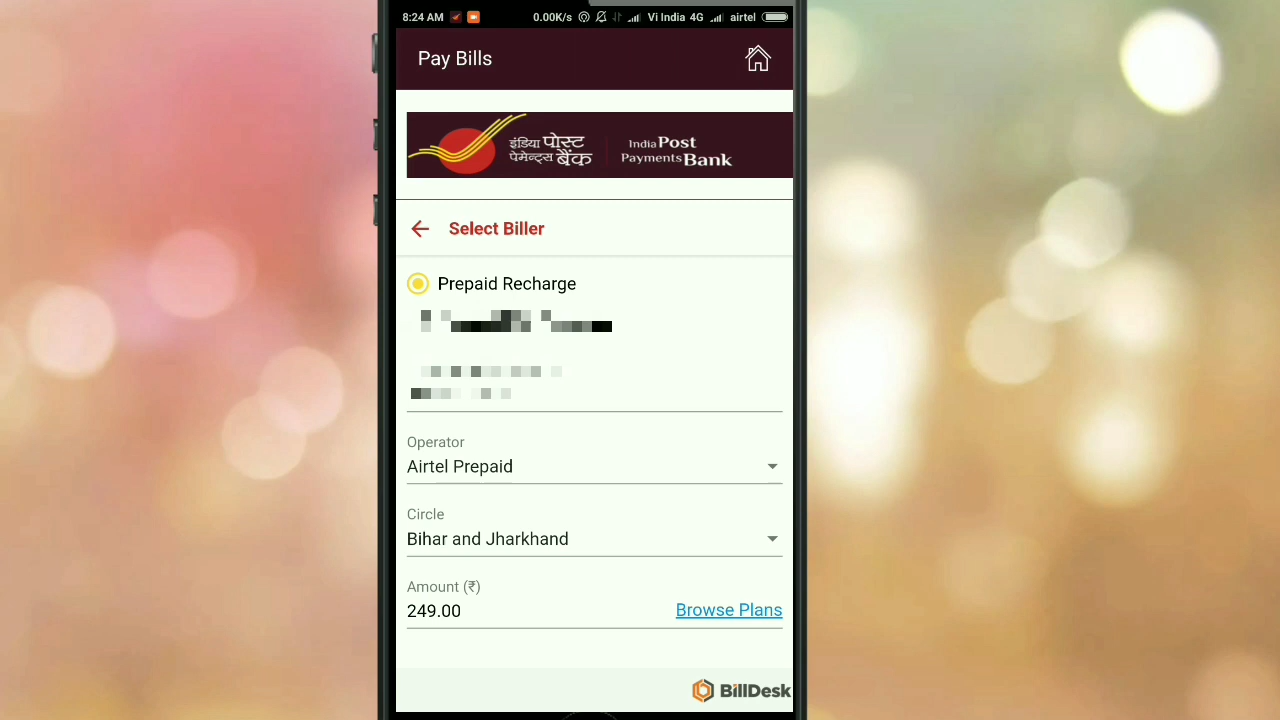 8:24 AM 0.00K/s Vi India 4G airtel
Pay Bills
इंडिया पोस्ट
पेमेन्ट्स बैंक
India Post
Payments Bank
Select Biller
Prepaid Recharge
Operator
Airtel Prepaid
Circle
Bihar and Jharkhand
Amount (₹)
249.00 Browse Plans
BillDesk